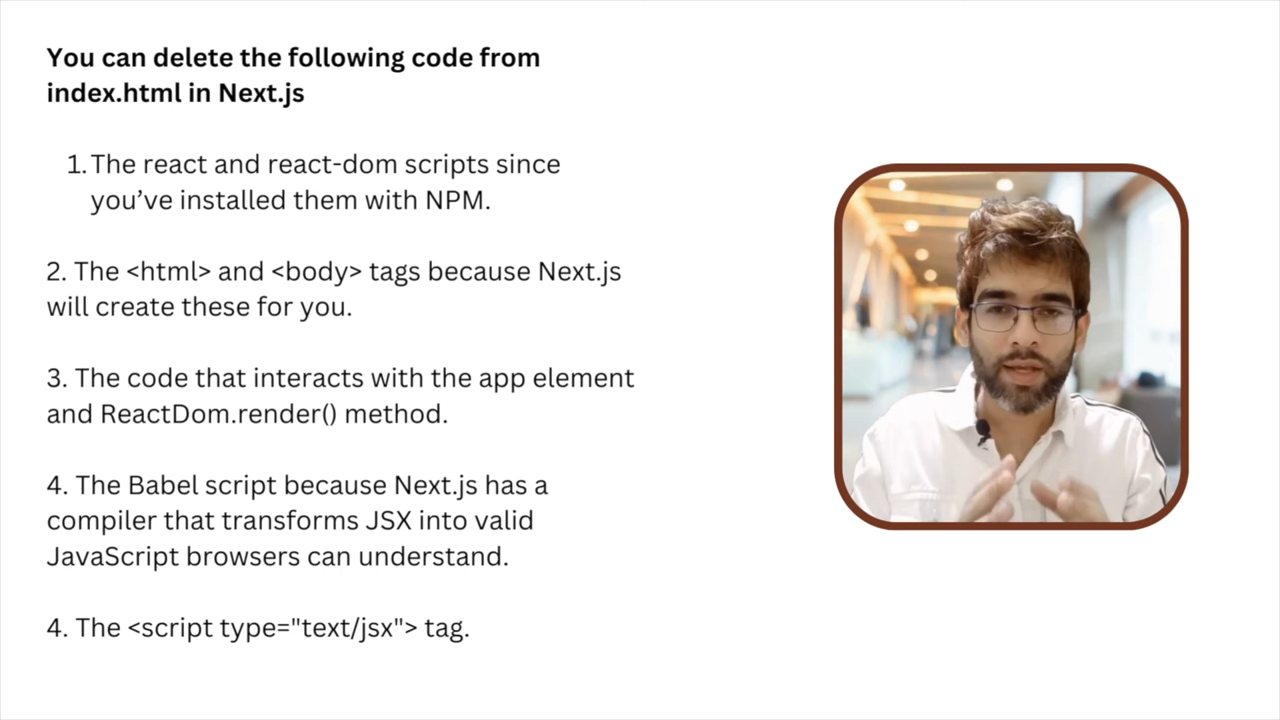 You can delete the following code from
index.html in Next.js
1. The react and react-dom scripts since
you’ve installed them with NPM.
2. The <html> and <body> tags because Next.js
will create these for you.
3. The code that interacts with the app element
and ReactDom.render() method.
4. The Babel script because Next.js has a
compiler that transforms JSX into valid
JavaScript browsers can understand.
4. The <script type="text/jsx"> tag.